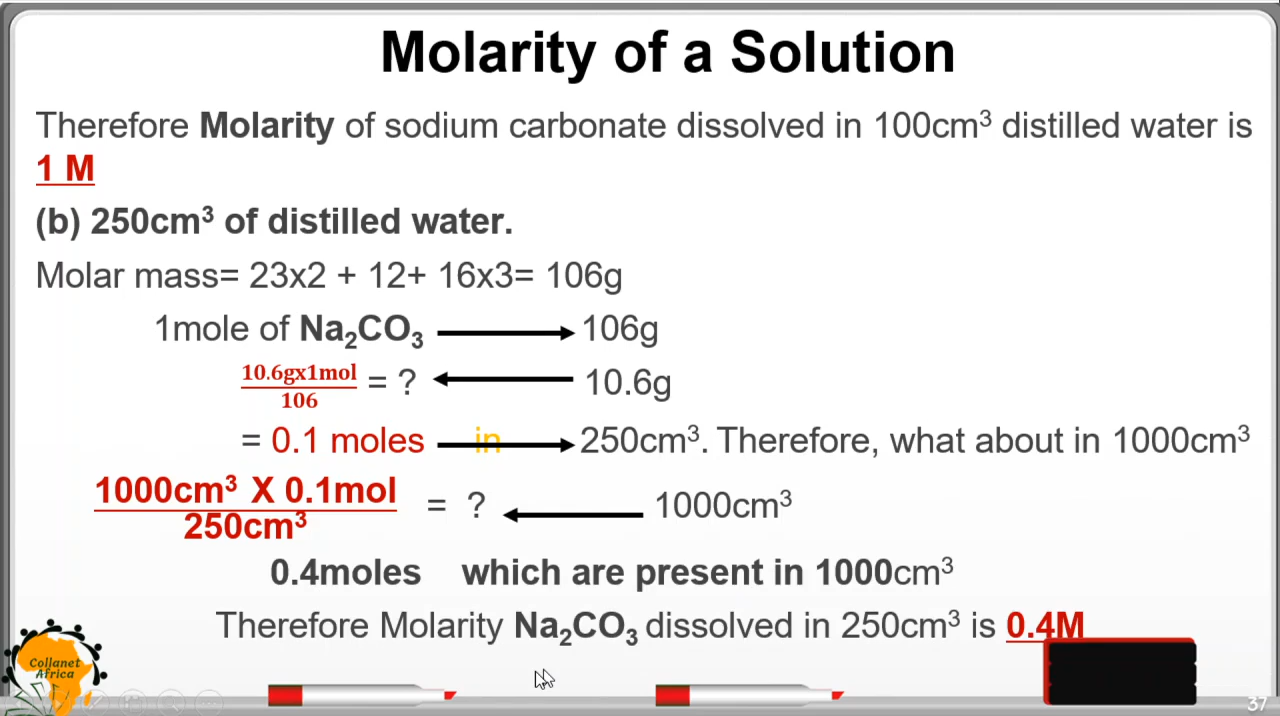 Molarity of a Solution
Therefore Molarity of sodium carbonate dissolved in 100cm³ distilled water is
1 M
(b) 250cm³ of distilled water.
Molar mass= 23x2 + 12+ 16x3= 106g
1mole of Na₂CO₃ 106g
10.6gx1mol
106
= ? 10.6g
= 0.1 moles in 250cm³. Therefore, what about in 1000cm³
1000cm³ X 0.1mol
250cm³
= ? 1000cm³
0.4moles which are present in 1000cm³
Therefore Molarity Na₂CO₃ dissolved in 250cm³ is 0.4M
Collanet
Africa
37